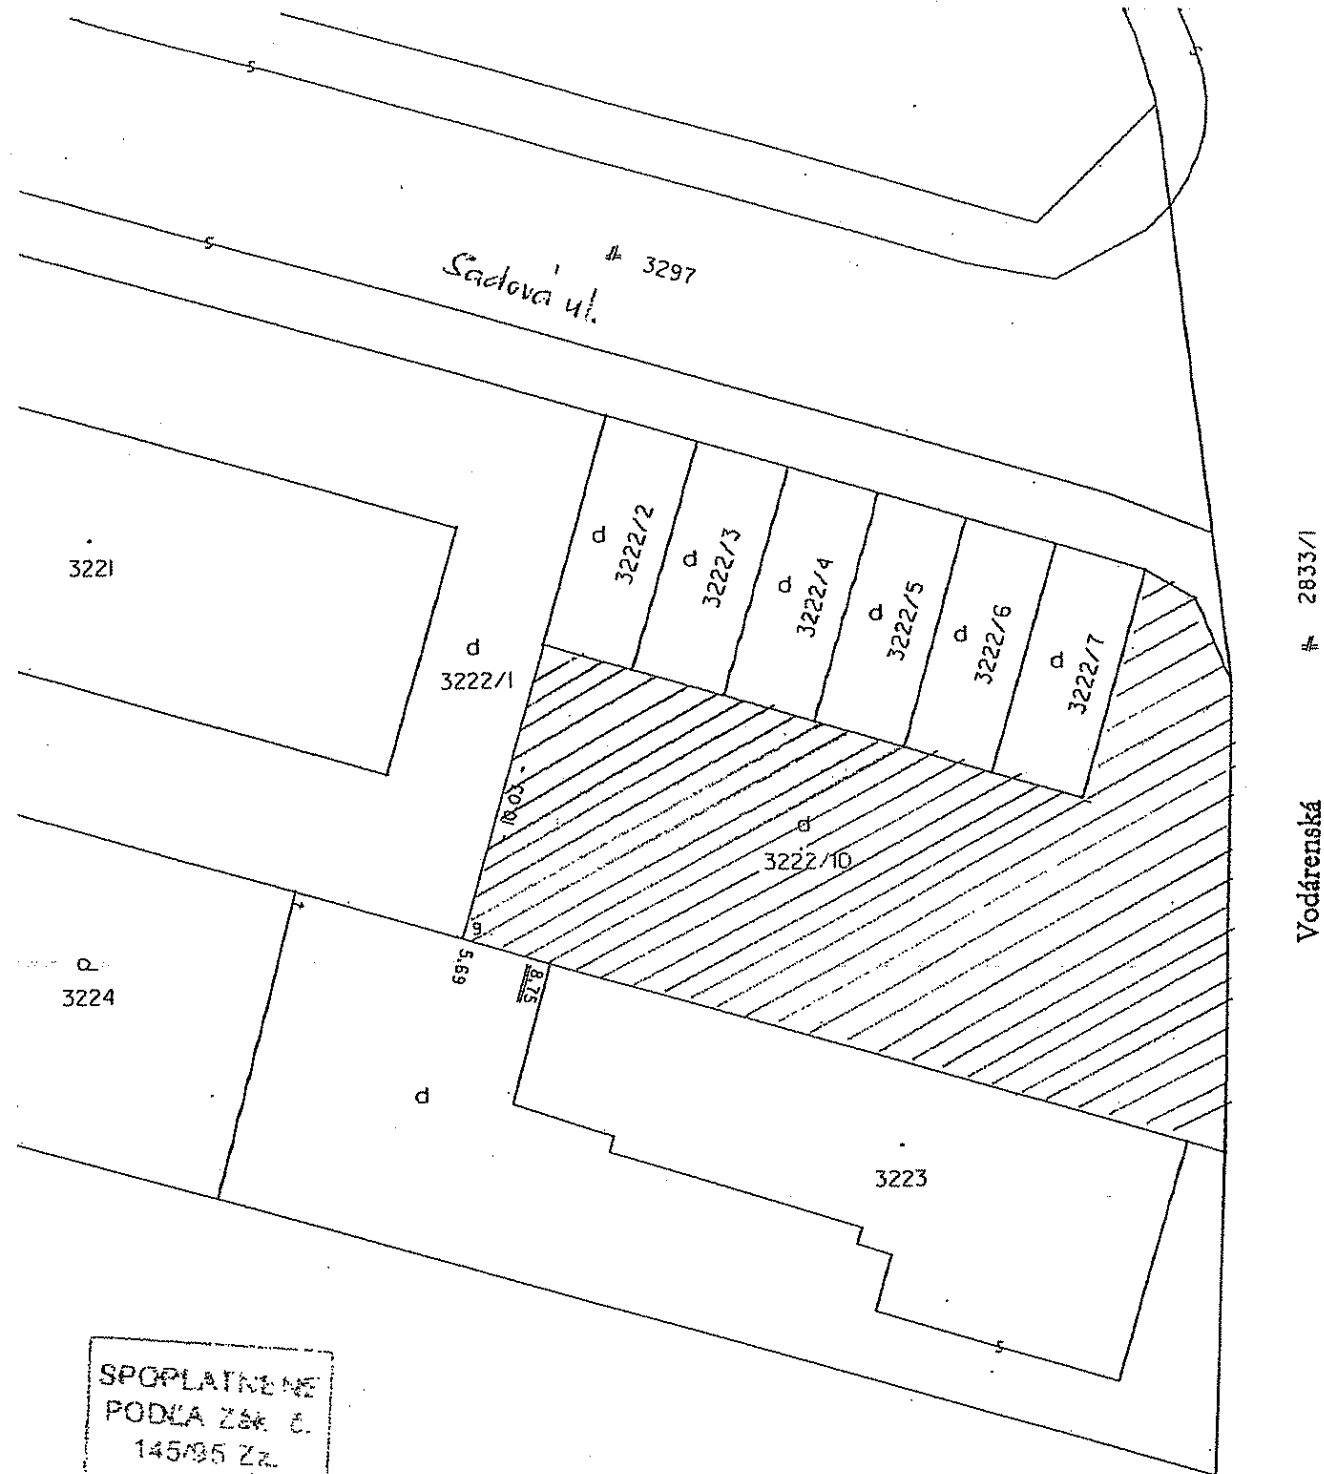 s
s
s
# 3297
Sadová ul.
3221
d
3222/2
d
3222/3
d
3222/4
d
3222/5
d
3222/6
d
3222/7
d
3222/1
# 2833/1
Vodárenská
10.03
d
3222/10
5.69
8.75
3224
d
3223
s
SPOPLATNENÉ
PODĽA Zák č.
145/95 Zz.